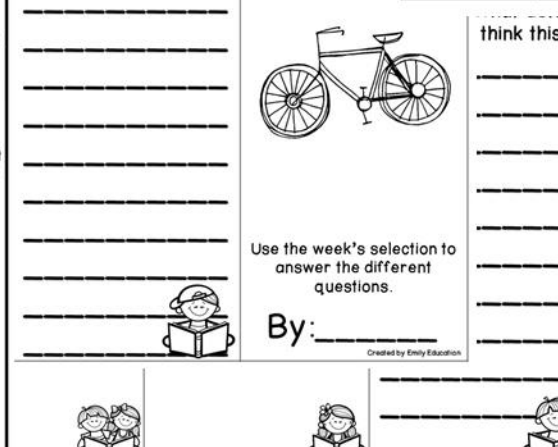 think this
Use the week's selection to
answer the different
questions.
By:
Created by Emily Education